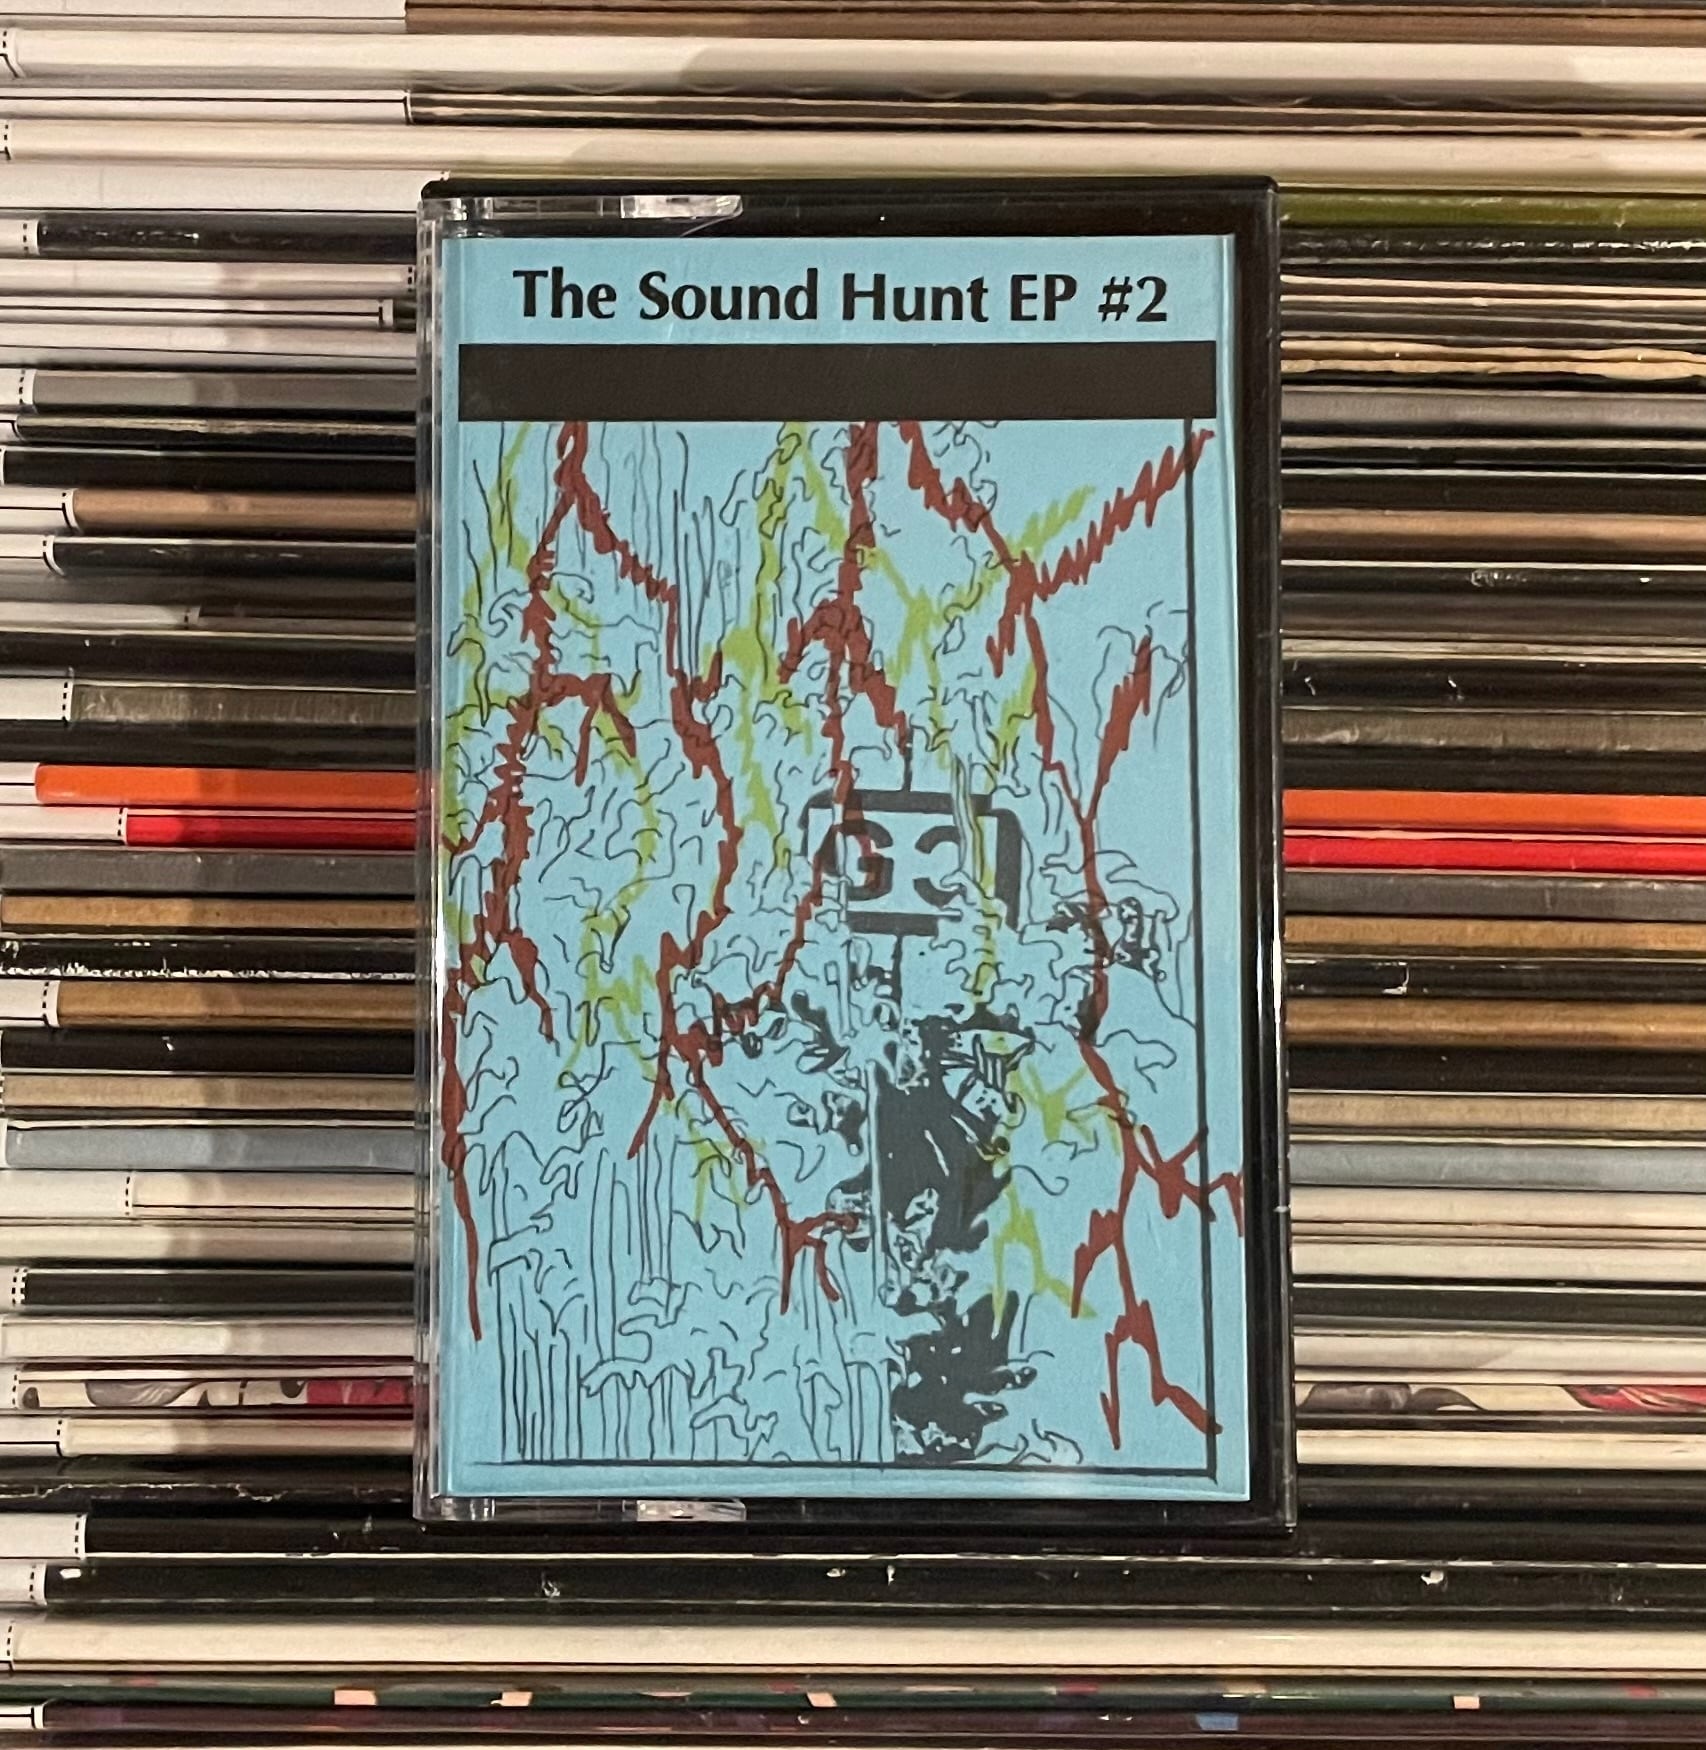 The Sound Hunt EP #2
G3